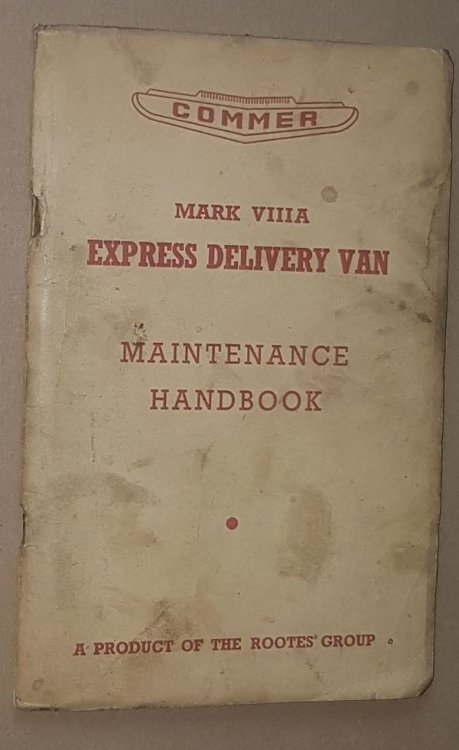 COMMER
MARK VIIIA
EXPRESS DELIVERY VAN
MAINTENANCE
HANDBOOK
A PRODUCT OF THE ROOTES GROUP